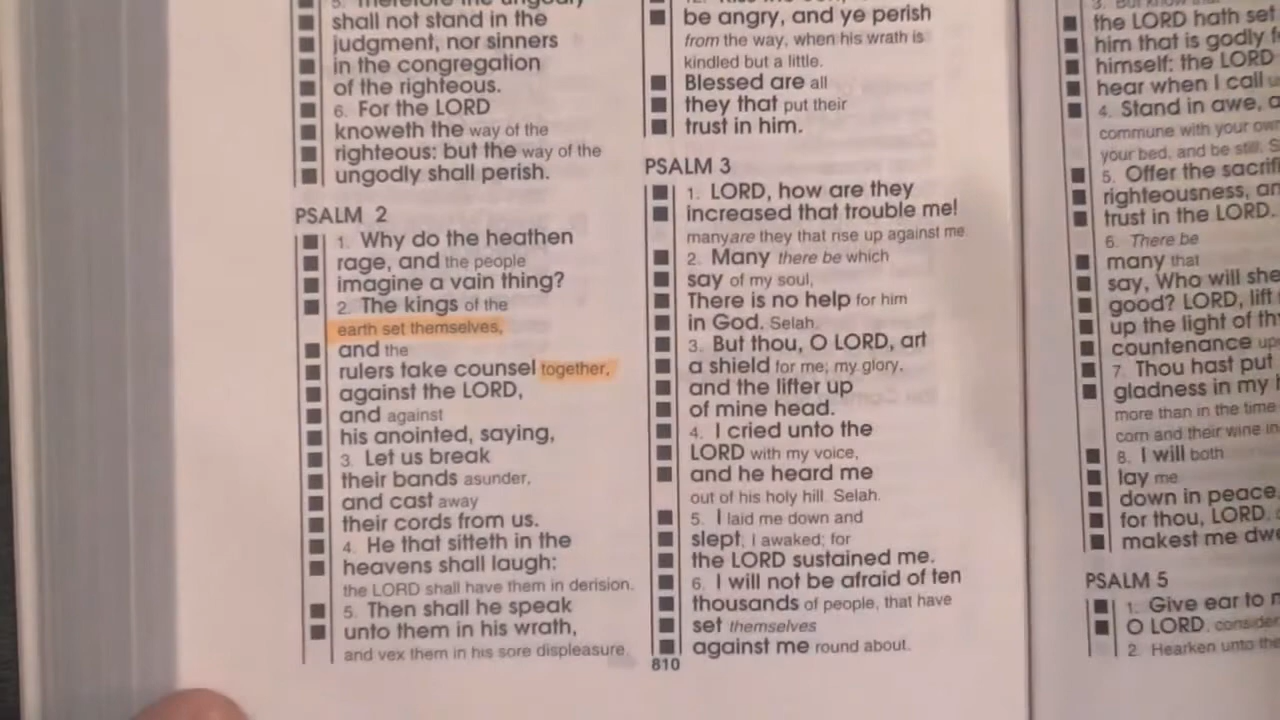 5. Therefore the ungodly
shall not stand in the
judgment, nor sinners
in the congregation
of the righteous.
6. For the LORD
knoweth the way of the
righteous: but the way of the
ungodly shall perish.
PSALM 2
1. Why do the heathen
rage, and the people
imagine a vain thing?
2. The kings of the
earth set themselves,
and the
rulers take counsel together,
against the LORD,
and against
his anointed, saying,
3. Let us break
their bands asunder,
and cast away
their cords from us.
4. He that sitteth in the
heavens shall laugh:
the LORD shall have them in derision.
5. Then shall he speak
unto them in his wrath,
and vex them in his sore displeasure.
be angry, and ye perish
from the way, when his wrath is
kindled but a little.
Blessed are all
they that put their
trust in him.
PSALM 3
1. LORD, how are they
increased that trouble me!
manyare they that rise up against me.
2. Many there be which
say of my soul,
There is no help for him
in God. Selah.
3. But thou, O LORD, art
a shield for me; my glory,
and the lifter up
of mine head.
4. I cried unto the
LORD with my voice,
and he heard me
out of his holy hill. Selah.
5. I laid me down and
slept; I awaked; for
the LORD sustained me.
6. I will not be afraid of ten
thousands of people, that have
set themselves
against me round about.
810
the LORD hath set
him that is godly
himself: the LORD
hear when I call
4. Stand in awe,
commune with your own
your bed, and be still.
5. Offer the
righteousness,
trust in the LORD.
6. There be
many that
say, Who will
good? LORD, lift
up the light of
countenance
7. Thou hast put
gladness in my
more than in the time
corn and their wine
8. I will both
lay me
down in peace,
for thou, LORD,
makest me
PSALM 5
1. Give ear to
O LORD, consider
2. Hearken unto the